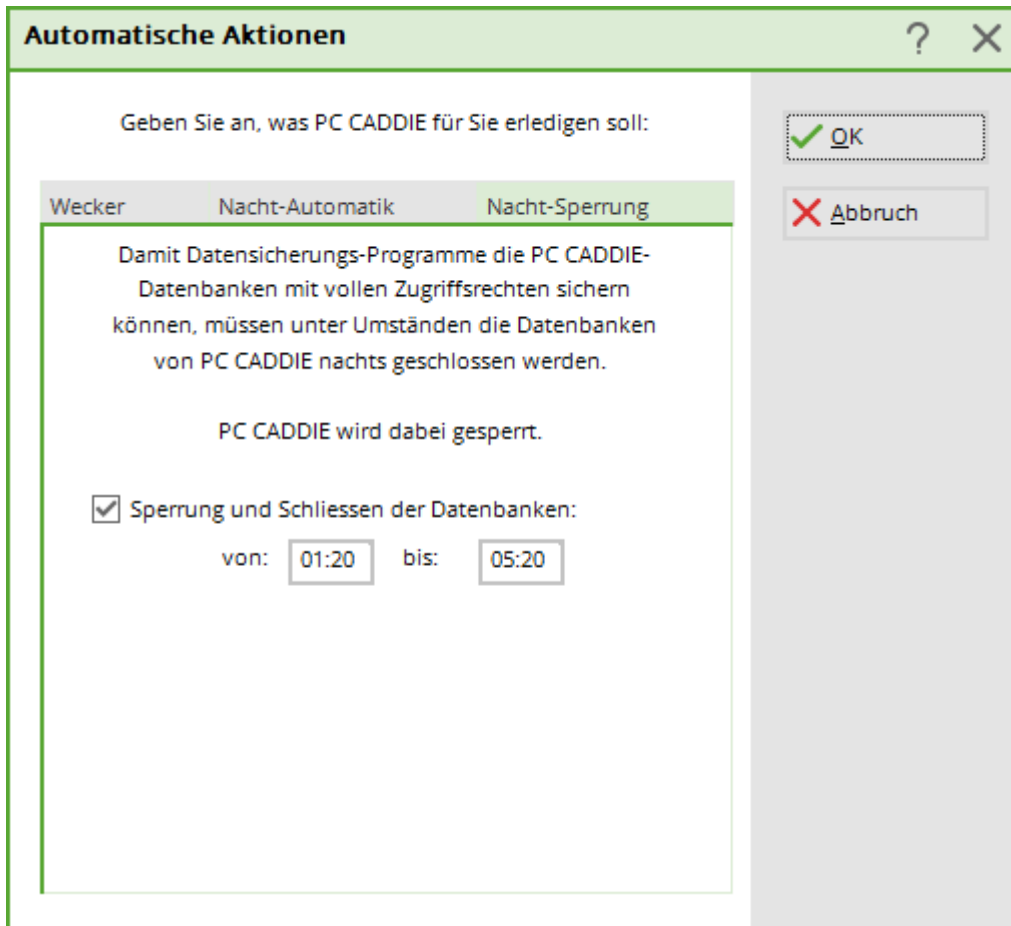 Automatische Aktionen ?
Geben Sie an, was PC CADDIE für Sie erledigen soll:
OK
Abbruch
Wecker Nacht-Automatik Nacht-Sperrung
Damit Datensicherungs-Programme die PC CADDIE-
Datenbanken mit vollen Zugriffsrechten sichern
können, müssen unter Umständen die Datenbanken
von PC CADDIE nachts geschlossen werden.
PC CADDIE wird dabei gesperrt.
Sperrung und Schliessen der Datenbanken:
von: 01:20 bis: 05:20